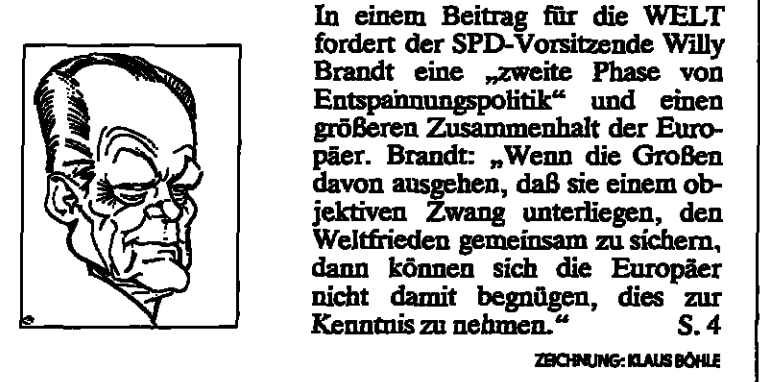 In einem Beitrag für die WELT
fordert der SPD-Vorsitzende Willy
Brandt eine „zweite Phase von
Entspannungspolitik“ und einen
größeren Zusammenhalt der Euro-
päer. Brandt: „Wenn die Großen
davon ausgehen, daß sie einem ob-
jektiven Zwang unterliegen, den
Weltfrieden gemeinsam zu sichern,
dann können sich die Europäer
nicht damit begnügen, dies zur
Kenntnis zu nehmen.“ S. 4
ZEICHNUNG: KLAUS BÖHLE